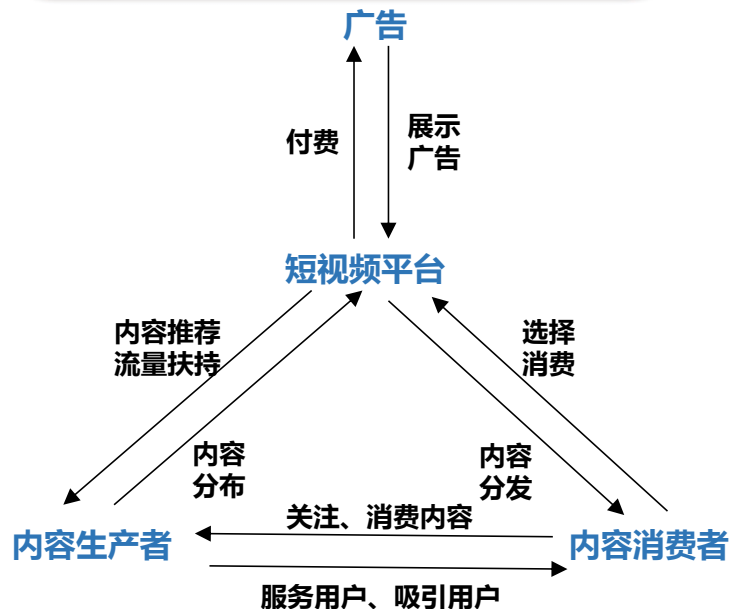 广告
付费
展示
广告
短视频平台
内容推荐
流量扶持
选择
消费
内容
分布
内容
分发
关注、消费内容
内容生产者
内容消费者
服务用户、吸引用户